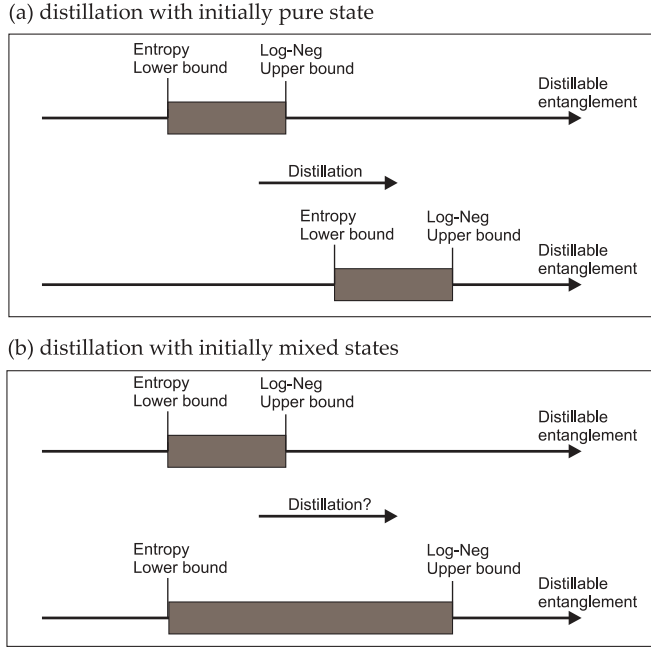 (a) distillation with initially pure state
Entropy
Lower bound
Log-Neg
Upper bound
Distillable
entanglement
Distillation
Entropy
Lower bound
Log-Neg
Upper bound
Distillable
entanglement
(b) distillation with initially mixed states
Entropy
Lower bound
Log-Neg
Upper bound
Distillable
entanglement
Distillation?
Entropy
Lower bound
Log-Neg
Upper bound
Distillable
entanglement